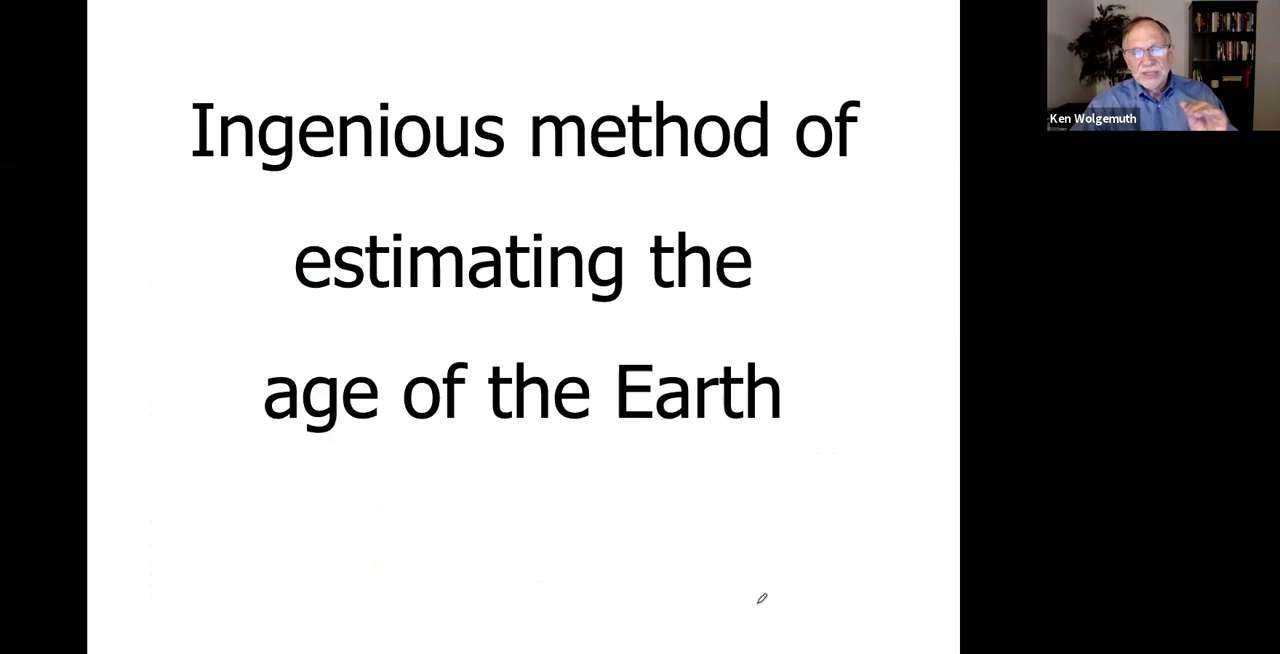 Ingenious method of
estimating the
age of the Earth
Ken Wolgemuth